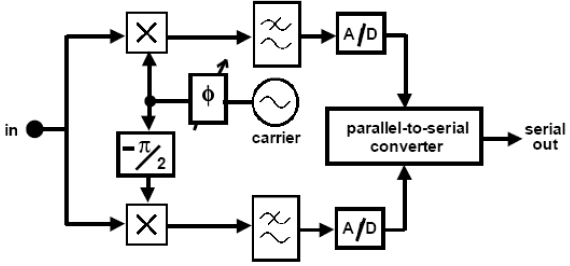 A/D
ϕ
in
carrier
parallel-to-serial
converter
serial
out
-π/2
A/D